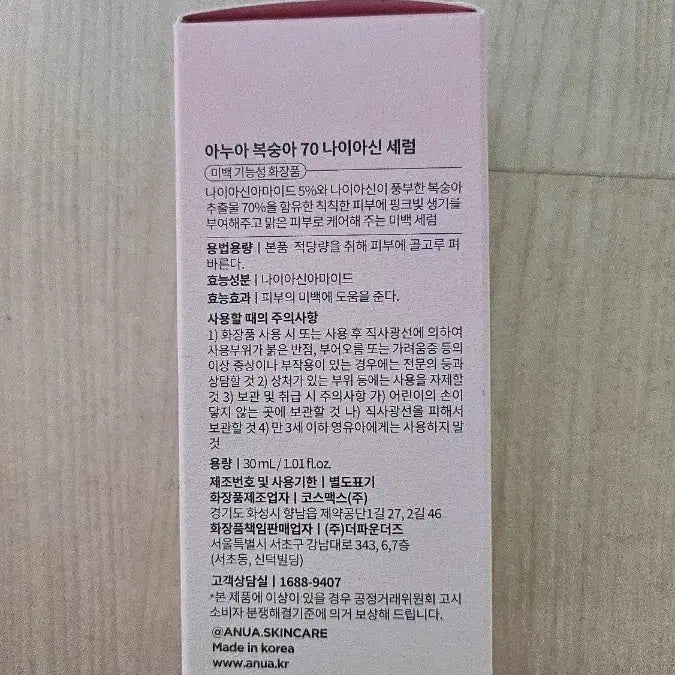 아누아 복숭아 70 나이아신 세럼
미백 기능성 화장품
나이아신아마이드 5%와 나이아신이 풍부한 복숭아
추출물 70%을 함유한 칙칙한 피부에 핑크빛 생기를
부여해주고 맑은 피부로 케어해 주는 미백 세럼
용법용량 | 본품 적당량을 취해 피부에 골고루 펴
바른다.
효능성분 | 나이아신아마이드
효능효과 | 피부의 미백에 도움을 준다.
사용할 때의 주의사항
1) 화장품 사용 시 또는 사용 후 직사광선에 의하여
사용부위가 붉은 반점, 부어오름 또는 가려움증 등의
이상 증상이나 부작용이 있는 경우에는 전문의 등과
상담할 것 2) 상처가 있는 부위 등에는 사용을 자제할
것 3) 보관 및 취급 시 주의사항 가) 어린이의 손이
닿지 않는 곳에 보관할 것 나) 직사광선을 피해서
보관할 것 4) 만 3세 이하 영유아에게는 사용하지 말
것
용량 | 30 mL / 1.01 fl.oz.
제조번호 및 사용기한 | 별도표기
화장품제조업자 | 코스맥스(주)
경기도 화성시 향남읍 제약공단1길 27, 2길 46
화장품책임판매업자 | (주)더파운더즈
서울특별시 서초구 강남대로 343, 6,7층
(서초동, 신덕빌딩)
고객상담실 | 1688-9407
*본 제품에 이상이 있을 경우 공정거래위원회 고시
소비자 분쟁해결기준에 의거 보상해 드립니다.
@ANUA.SKINCARE
Made in korea
www.anua.kr